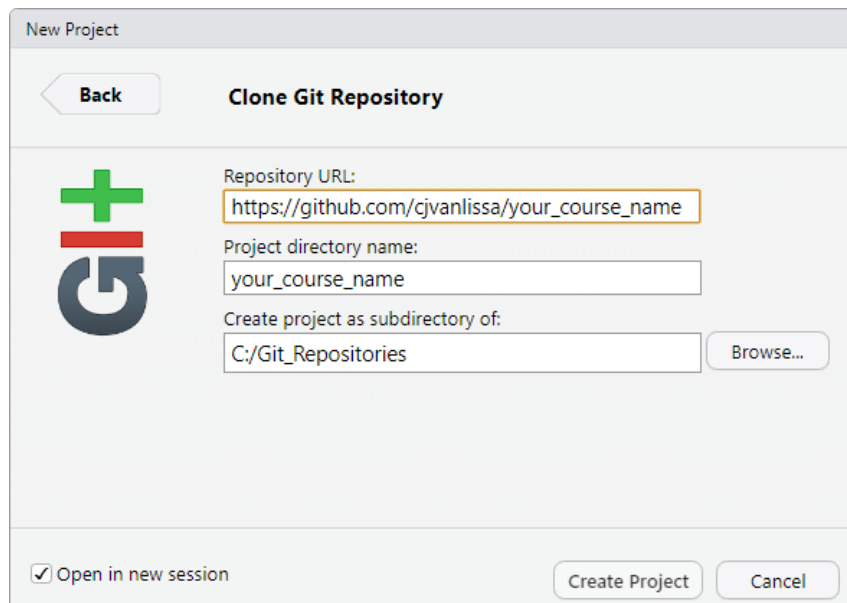 New Project
Back
Clone Git Repository
GIt
Repository URL:
https://github.com/cjvanlissa/your_course_name
Project directory name:
your_course_name
Create project as subdirectory of:
C:/Git_Repositories
Browse...
Open in new session
Create Project
Cancel